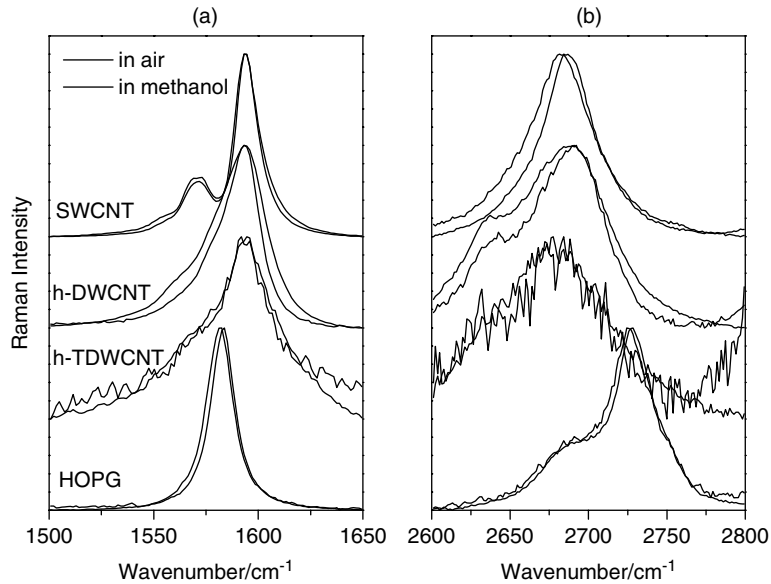 (a)
(b)
in air
in methanol
SWCNT
h-DWCNT
h-TDWCNT
HOPG
Raman Intensity
1500 1550 1600 1650
2600 2650 2700 2750 2800
Wavenumber/cm⁻¹
Wavenumber/cm⁻¹